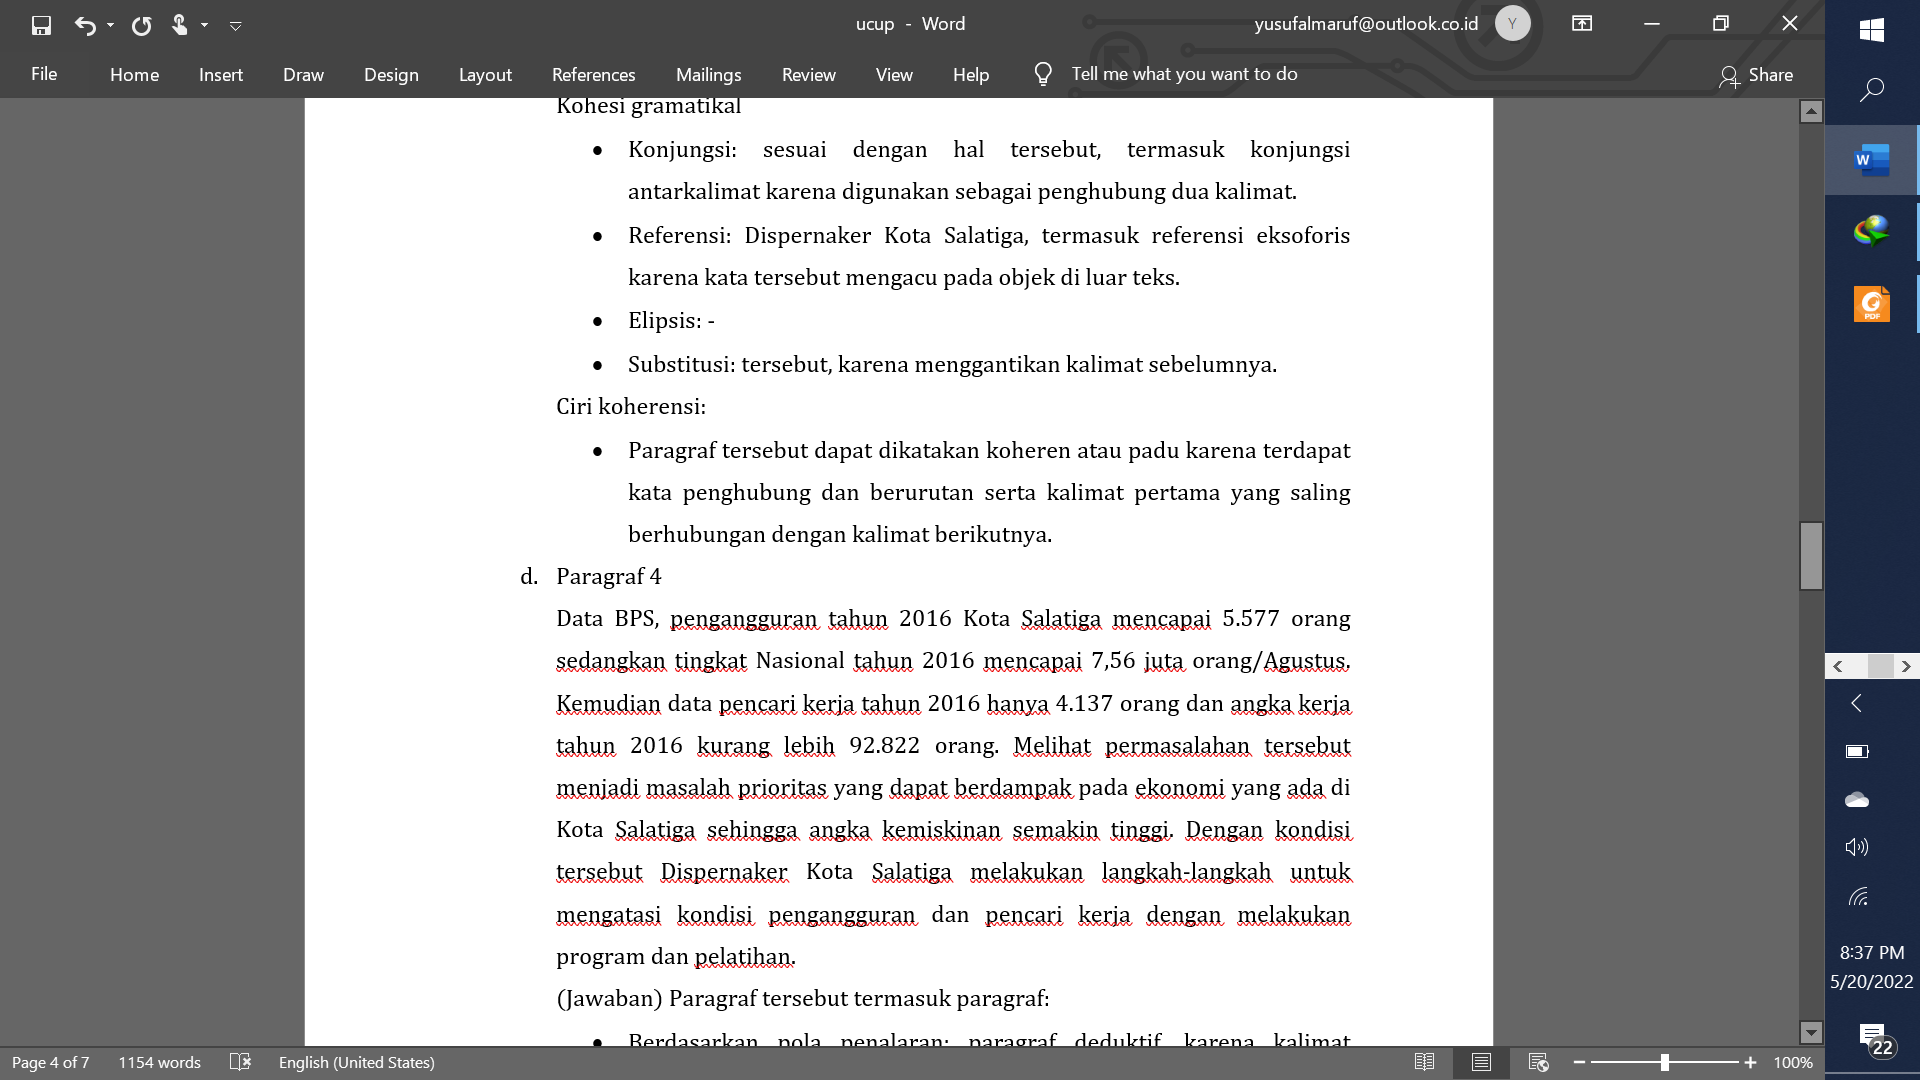 ucup - Word
yusufalmaruf@outlook.co.id
Y
File
Home
Insert
Draw
Design
Layout
References
Mailings
Review
View
Help
Tell me what you want to do
Share
Kohesi gramatikal
• Konjungsi: sesuai dengan hal tersebut, termasuk konjungsi
antarkalimat karena digunakan sebagai penghubung dua kalimat.
• Referensi: Dispernaker Kota Salatiga, termasuk referensi eksoforis
karena kata tersebut mengacu pada objek di luar teks.
• Elipsis: -
• Substitusi: tersebut, karena menggantikan kalimat sebelumnya.
Ciri koherensi:
• Paragraf tersebut dapat dikatakan koheren atau padu karena terdapat
kata penghubung dan berurutan serta kalimat pertama yang saling
berhubungan dengan kalimat berikutnya.
d. Paragraf 4
Data BPS, pengangguran tahun 2016 Kota Salatiga mencapai 5.577 orang
sedangkan tingkat Nasional tahun 2016 mencapai 7,56 juta orang/Agustus.
Kemudian data pencari kerja tahun 2016 hanya 4.137 orang dan angka kerja
tahun 2016 kurang lebih 92.822 orang. Melihat permasalahan tersebut
menjadi masalah prioritas yang dapat berdampak pada ekonomi yang ada di
Kota Salatiga sehingga angka kemiskinan semakin tinggi. Dengan kondisi
tersebut Dispernaker Kota Salatiga melakukan langkah-langkah untuk
mengatasi kondisi pengangguran dan pencari kerja dengan melakukan
program dan pelatihan.
(Jawaban) Paragraf tersebut termasuk paragraf:
• Berdasarkan pola penalaran: paragraf deduktif, karena kalimat
Page 4 of 7
1154 words
English (United States)
100%
W
PDF
8:37 PM
5/20/2022
22